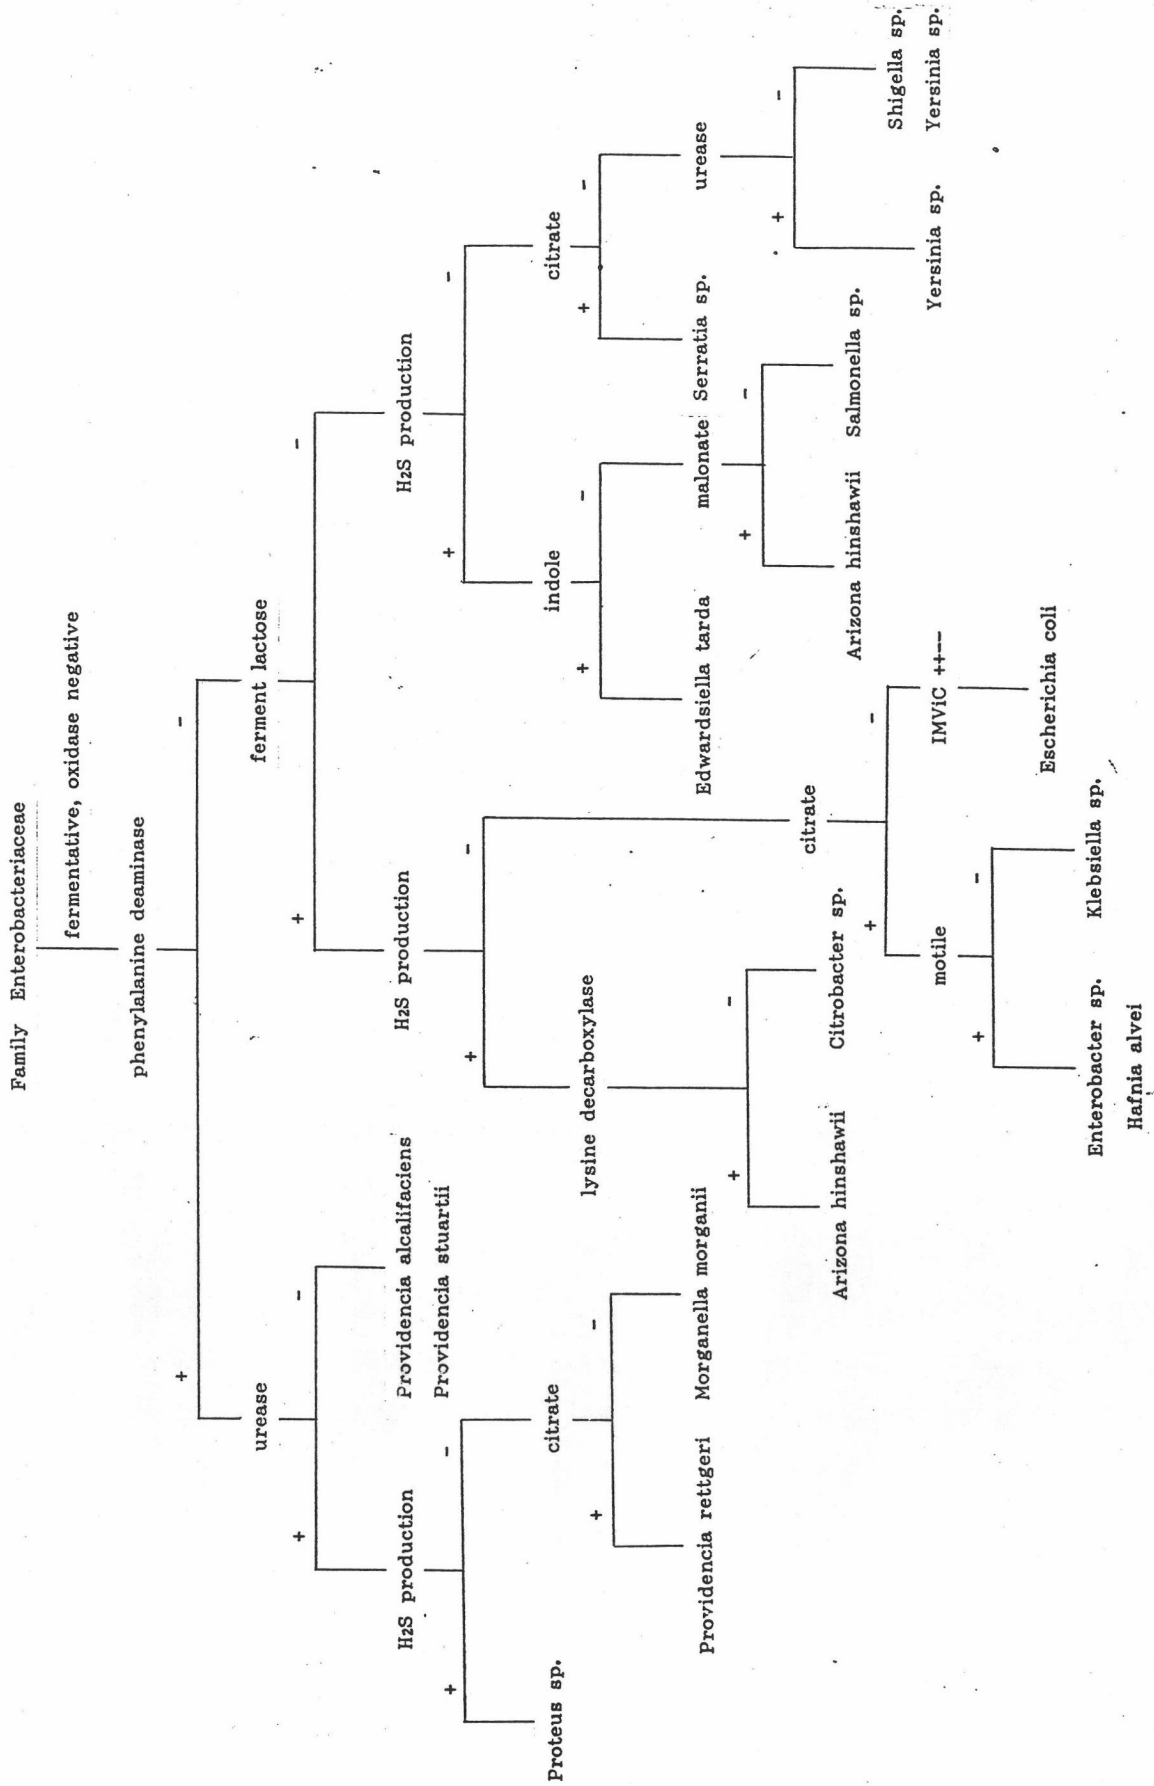 Family Enterobacteriaceae
fermentative, oxidase negative
phenylalanine deaminase
+ -
urease ferment lactose
+ - + -
H2S production Providencia alcalifaciens H2S production H2S production
Providencia stuartii
+ - + - + -
Proteus sp. citrate lysine decarboxylase indole citrate
+ - + - + -
Providencia rettgeri Morganella morganii Edwardsiella tarda malonate Serratia sp. urease
+ - + - + -
Arizona hinshawii Citrobacter sp. citrate Arizona hinshawii Salmonella sp.
+ - Shigella sp.
motile IMViC ++-- Yersinia sp. Yersinia sp.
+ -
Escherichia coli
Enterobacter sp. Klebsiella sp.
Hafnia alvei